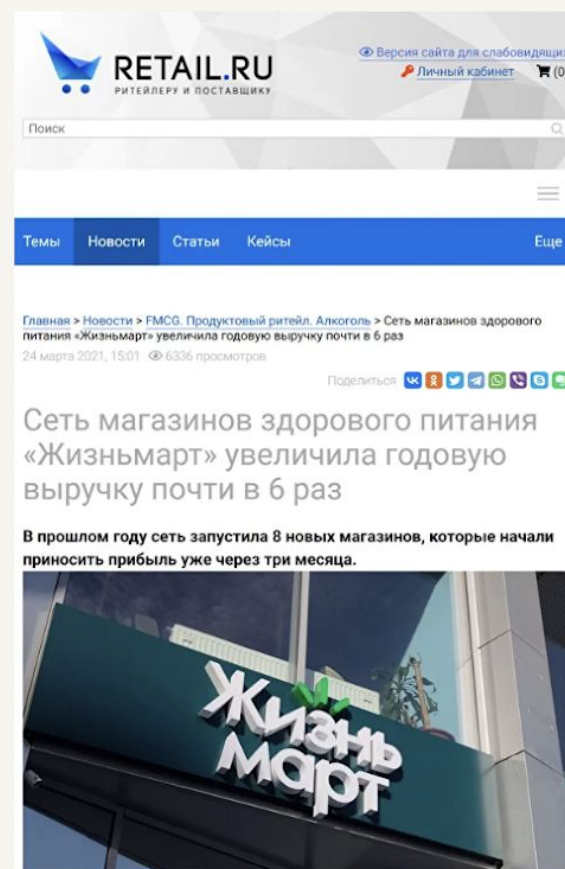 RETAIL.RU
РИТЕЙЛЕРУ И ПОСТАВЩИКУ
Версия сайта для слабовидящих
Личный кабинет (0
Поиск
Темы Новости Статьи Кейсы Еще
Главная > Новости > FMCG. Продуктовый ритейл. Алкоголь > Сеть магазинов здорового
питания «Жизньмарт» увеличила годовую выручку почти в 6 раз
24 марта 2021, 15:01 6336 просмотров
Поделиться
Сеть магазинов здорового питания
«Жизньмарт» увеличила годовую
выручку почти в 6 раз
В прошлом году сеть запустила 8 новых магазинов, которые начали
приносить прибыль уже через три месяца.
Жизнь
март